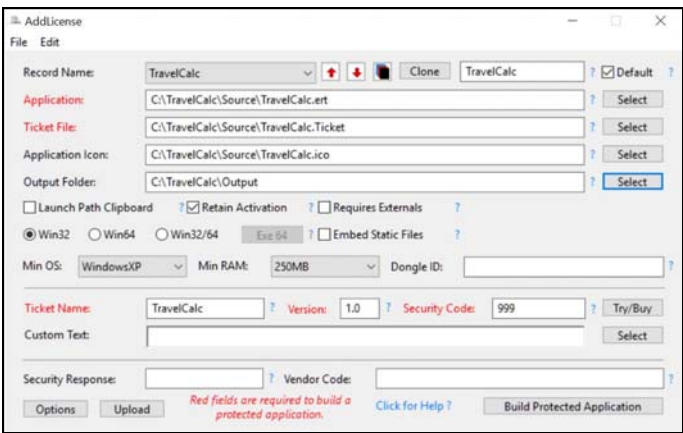 AddLicense
File Edit
Record Name: TravelCalc Clone TravelCalc ? Default ?
Application: C:\TravelCalc\Source\TravelCalc.ert ? Select
Ticket File: C:\TravelCalc\Source\TravelCalc.Ticket ? Select
Application Icon: C:\TravelCalc\Source\TravelCalc.ico ? Select
Output Folder: C:\TravelCalc\Output ? Select
Launch Path Clipboard ? Retain Activation ? Requires Externals ?
Win32 Win64 Win32/64 Exe 64 ? Embed Static Files ?
Min OS: WindowsXP Min RAM: 250MB Dongle ID: ?
Ticket Name: TravelCalc ? Version: 1.0 ? Security Code: 999 ? Try/Buy
Custom Text: Select
Security Response: ? Vendor Code: ?
Options Upload Red fields are required to build a Click for Help ? Build Protected Application
protected application.